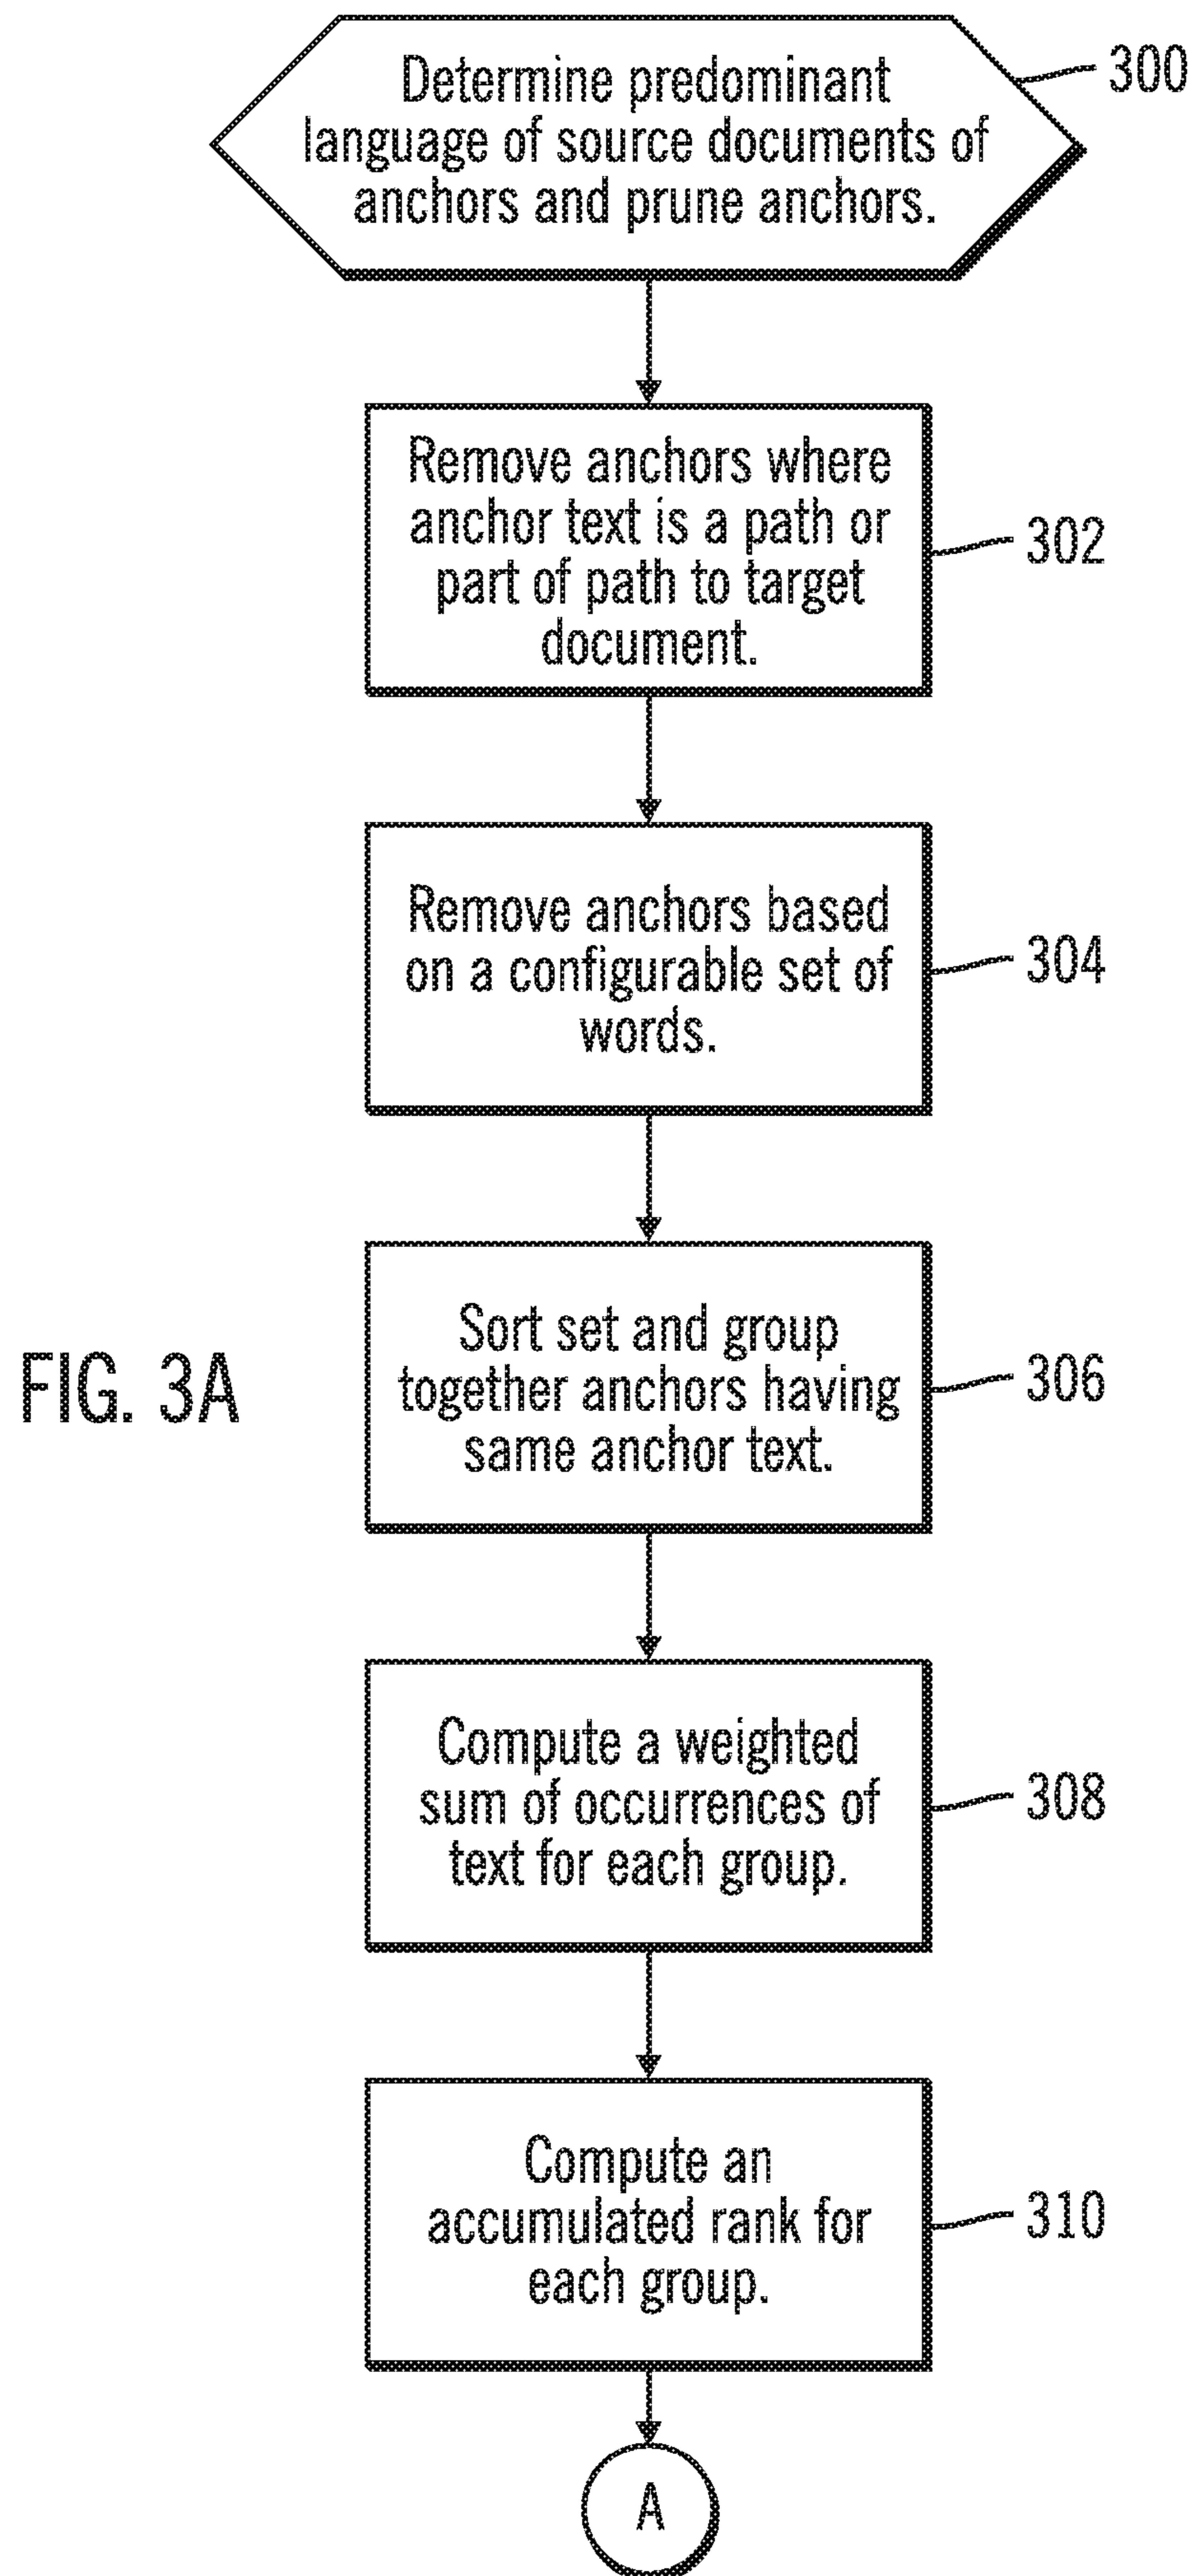 Determine predominant
language of source documents of
anchors and prune anchors.
300
Remove anchors where
anchor text is a path or
part of path to target
document.
302
Remove anchors based
on a configurable set of
words.
304
Sort set and group
together anchors having
same anchor text.
306
FIG. 3A
Compute a weighted
sum of occurrences of
text for each group.
308
Compute an
accumulated rank for
each group.
310
A